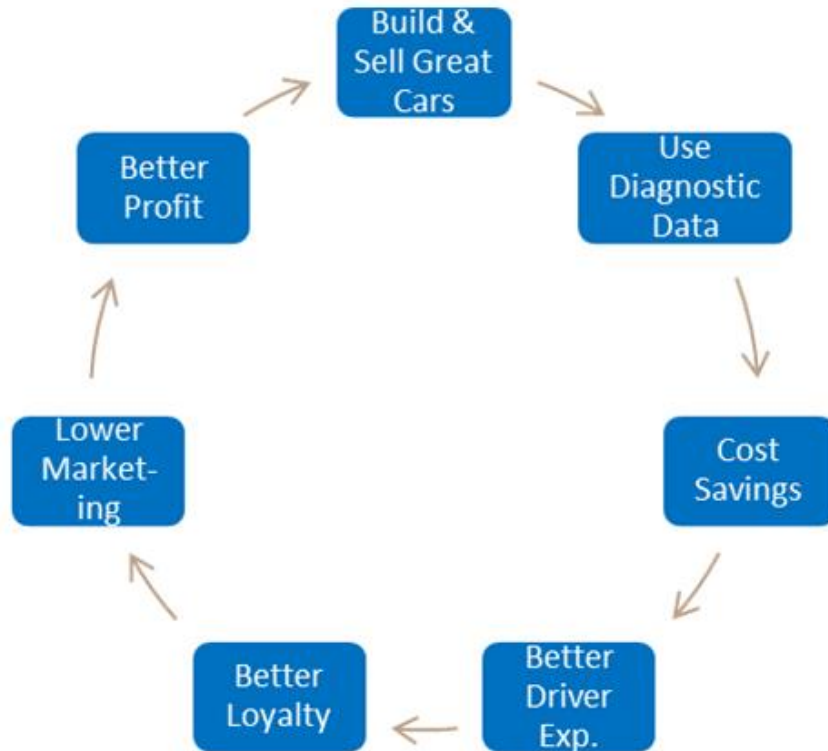 Build &
Sell Great
Cars
Use
Diagnostic
Data
Cost
Savings
Better
Driver
Exp.
Better
Loyalty
Lower
Market-
ing
Better
Profit